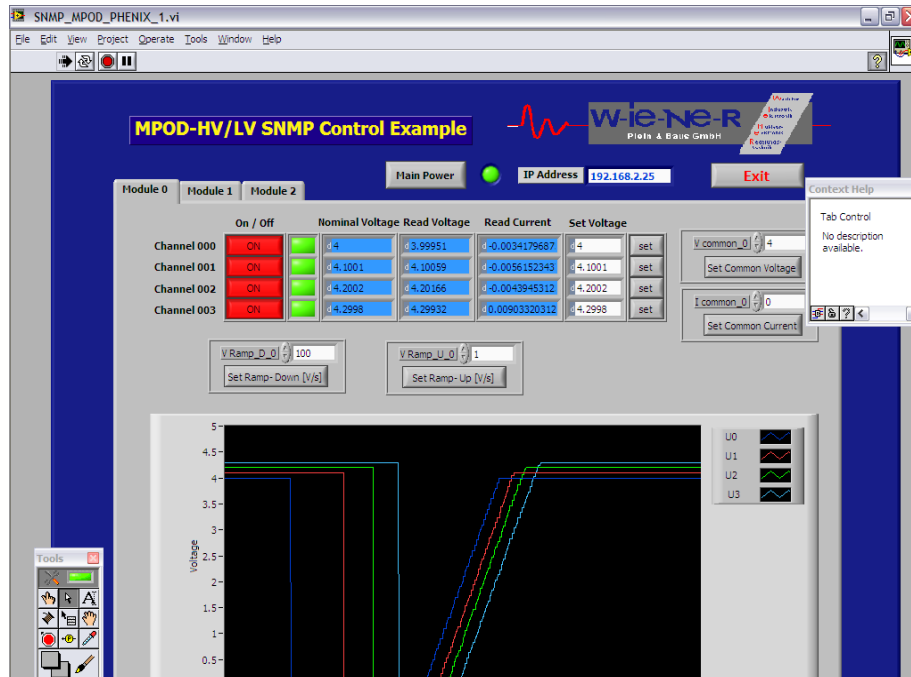 SNMP_MPOD_PHENIX_1.vi
File Edit View Project Operate Tools Window Help
MPOD-HV/LV SNMP Control Example
W-iE-NE-R
Plein & Baus GmbH
Main Power
IP Address
192.168.2.25
Exit
Module 0 Module 1 Module 2
Context Help
Tab Control
No description
available.
On / Off Nominal Voltage Read Voltage Read Current Set Voltage
Channel 000 ON d 4 d 3.99951 d -0.0034179687 d 4 set
Channel 001 ON d 4.1001 d 4.10059 d -0.0056152343 d 4.1001 set
Channel 002 ON d 4.2002 d 4.20166 d -0.0043945312 d 4.2002 set
Channel 003 ON d 4.2998 d 4.29932 d 0.00903320312 d 4.2998 set
V common_0 4
Set Common Voltage
I common_0 0
Set Common Current
V Ramp_D_0 100
Set Ramp-Down [V/s]
V Ramp_U_0 1
Set Ramp-Up [V/s]
5
4.5
4
3.5
3
2.5
2
1.5
1
0.5
Voltage
U0
U1
U2
U3
Tools